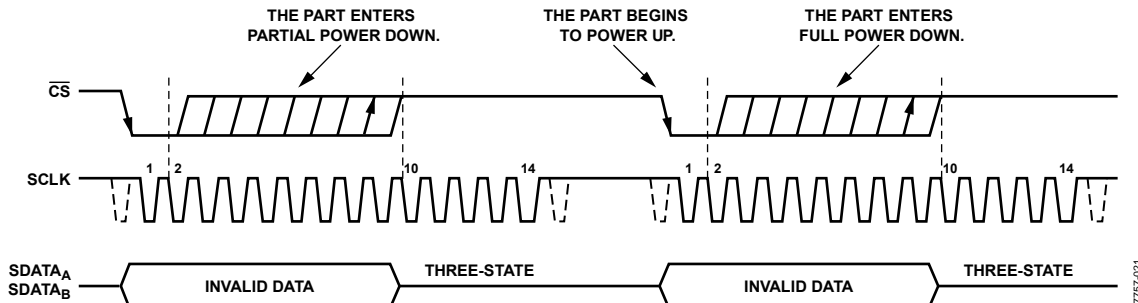 THE PART ENTERS
PARTIAL POWER DOWN.
THE PART BEGINS
TO POWER UP.
THE PART ENTERS
FULL POWER DOWN.
CS
SCLK
1 2 10 14 1 2 10 14
SDATAA
SDATAB
INVALID DATA THREE-STATE INVALID DATA THREE-STATE